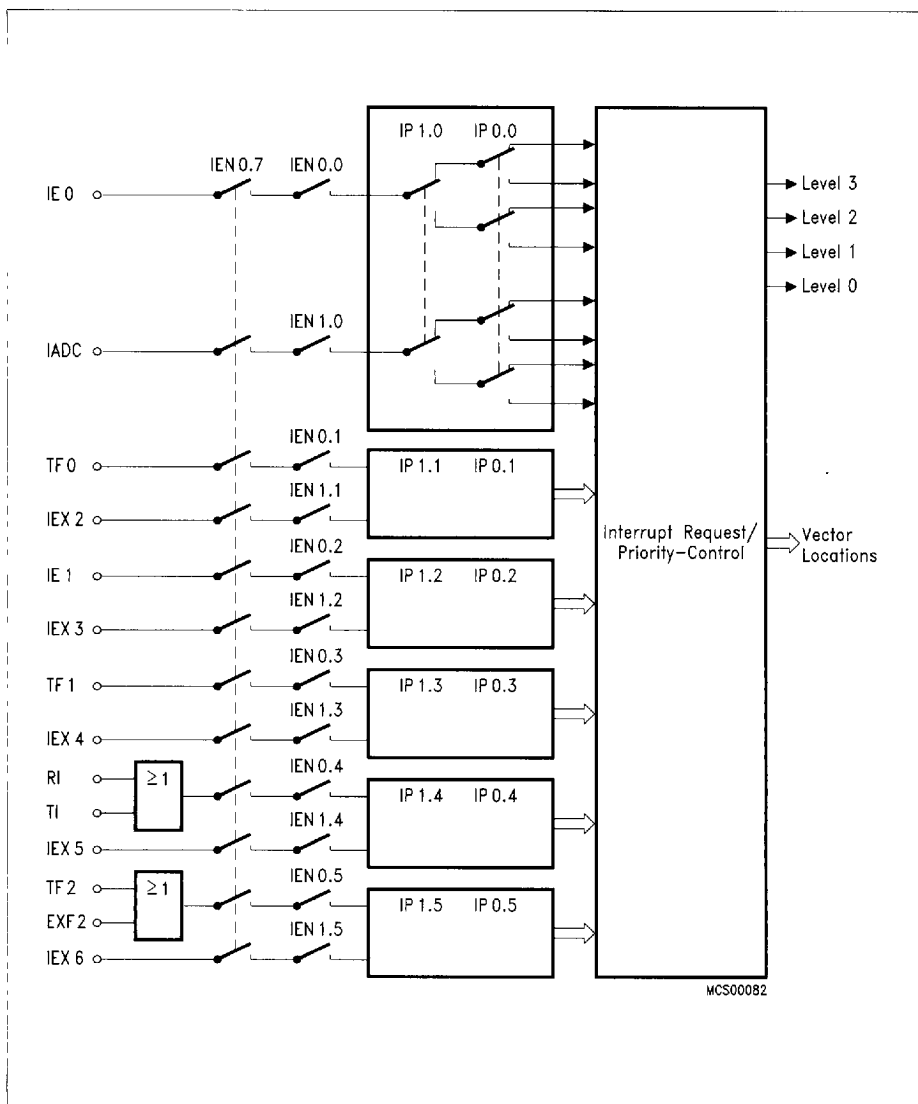 IP 1.0 IP 0.0
IEN 0.7 IEN 0.0
IE 0
Level 3
Level 2
Level 1
Level 0
IEN 1.0
IADC
IEN 0.1
TF 0
IP 1.1 IP 0.1
IEN 1.1
IEX 2
Interrupt Request/
Priority-Control
Vector
Locations
IEN 0.2
IE 1
IP 1.2 IP 0.2
IEN 1.2
IEX 3
IEN 0.3
TF 1
IP 1.3 IP 0.3
IEN 1.3
IEX 4
IEN 0.4
RI
≥1
TI
IP 1.4 IP 0.4
IEN 1.4
IEX 5
IEN 0.5
TF 2
≥1
EXF 2
IP 1.5 IP 0.5
IEN 1.5
IEX 6
MCS00082